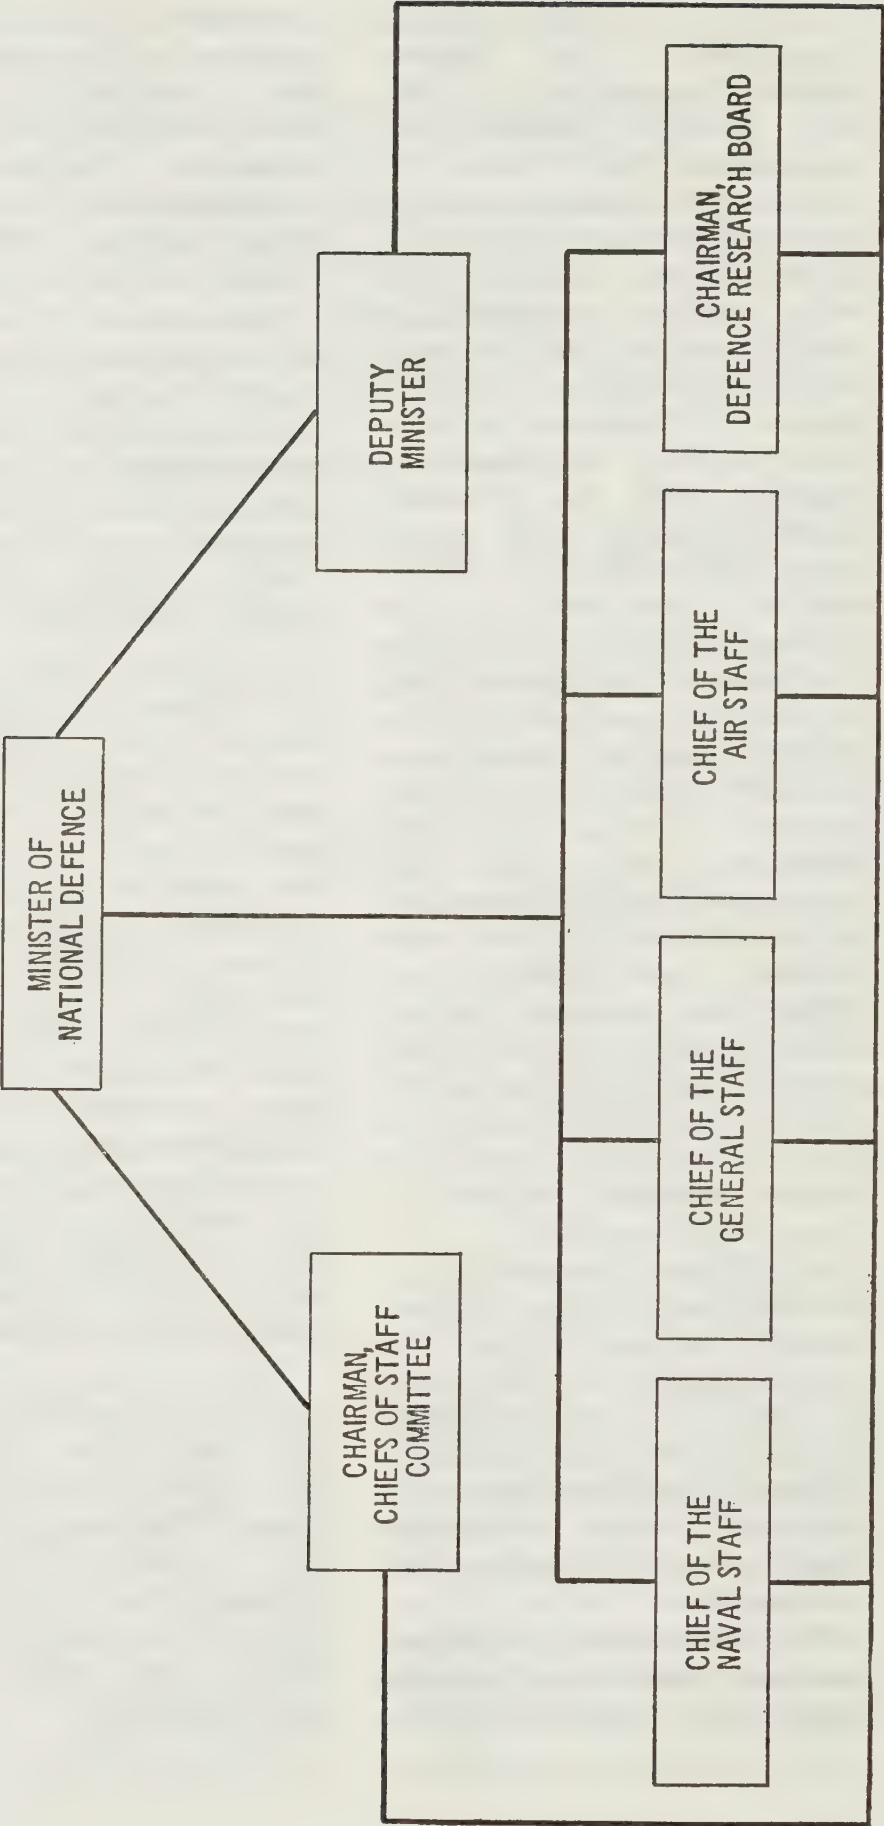 MINISTER OF
NATIONAL DEFENCE
CHAIRMAN,
CHIEFS OF STAFF
COMMITTEE
DEPUTY
MINISTER
CHIEF OF THE
NAVAL STAFF
CHIEF OF THE
GENERAL STAFF
CHIEF OF THE
AIR STAFF
CHAIRMAN,
DEFENCE RESEARCH BOARD